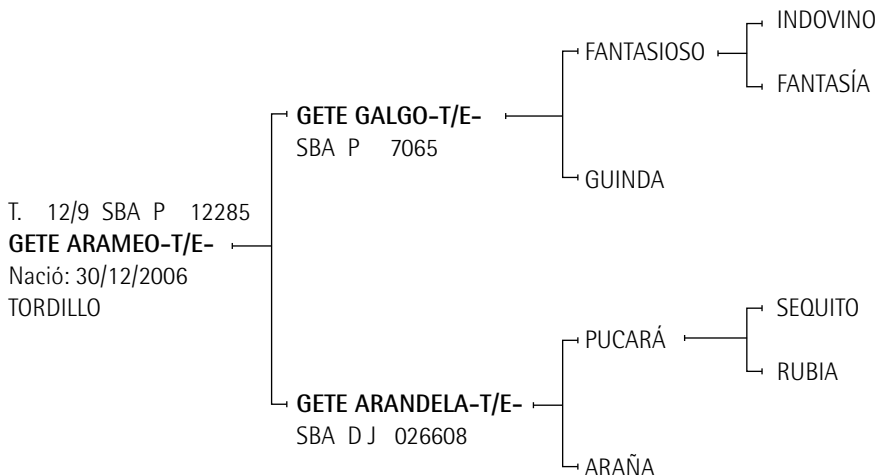 T. 12/9 SBA P 12285
GETE ARAMEO-T/E-
Nació: 30/12/2006
TORDILLO
GETE GALGO-T/E-
SBA P 7065
FANTASIOSO
INDOVINO
FANTASÍA
GUINDA
GETE ARANDELA-T/E-
SBA D J 026608
PUCARÁ
SEQUITO
RUBIA
ARAÑA